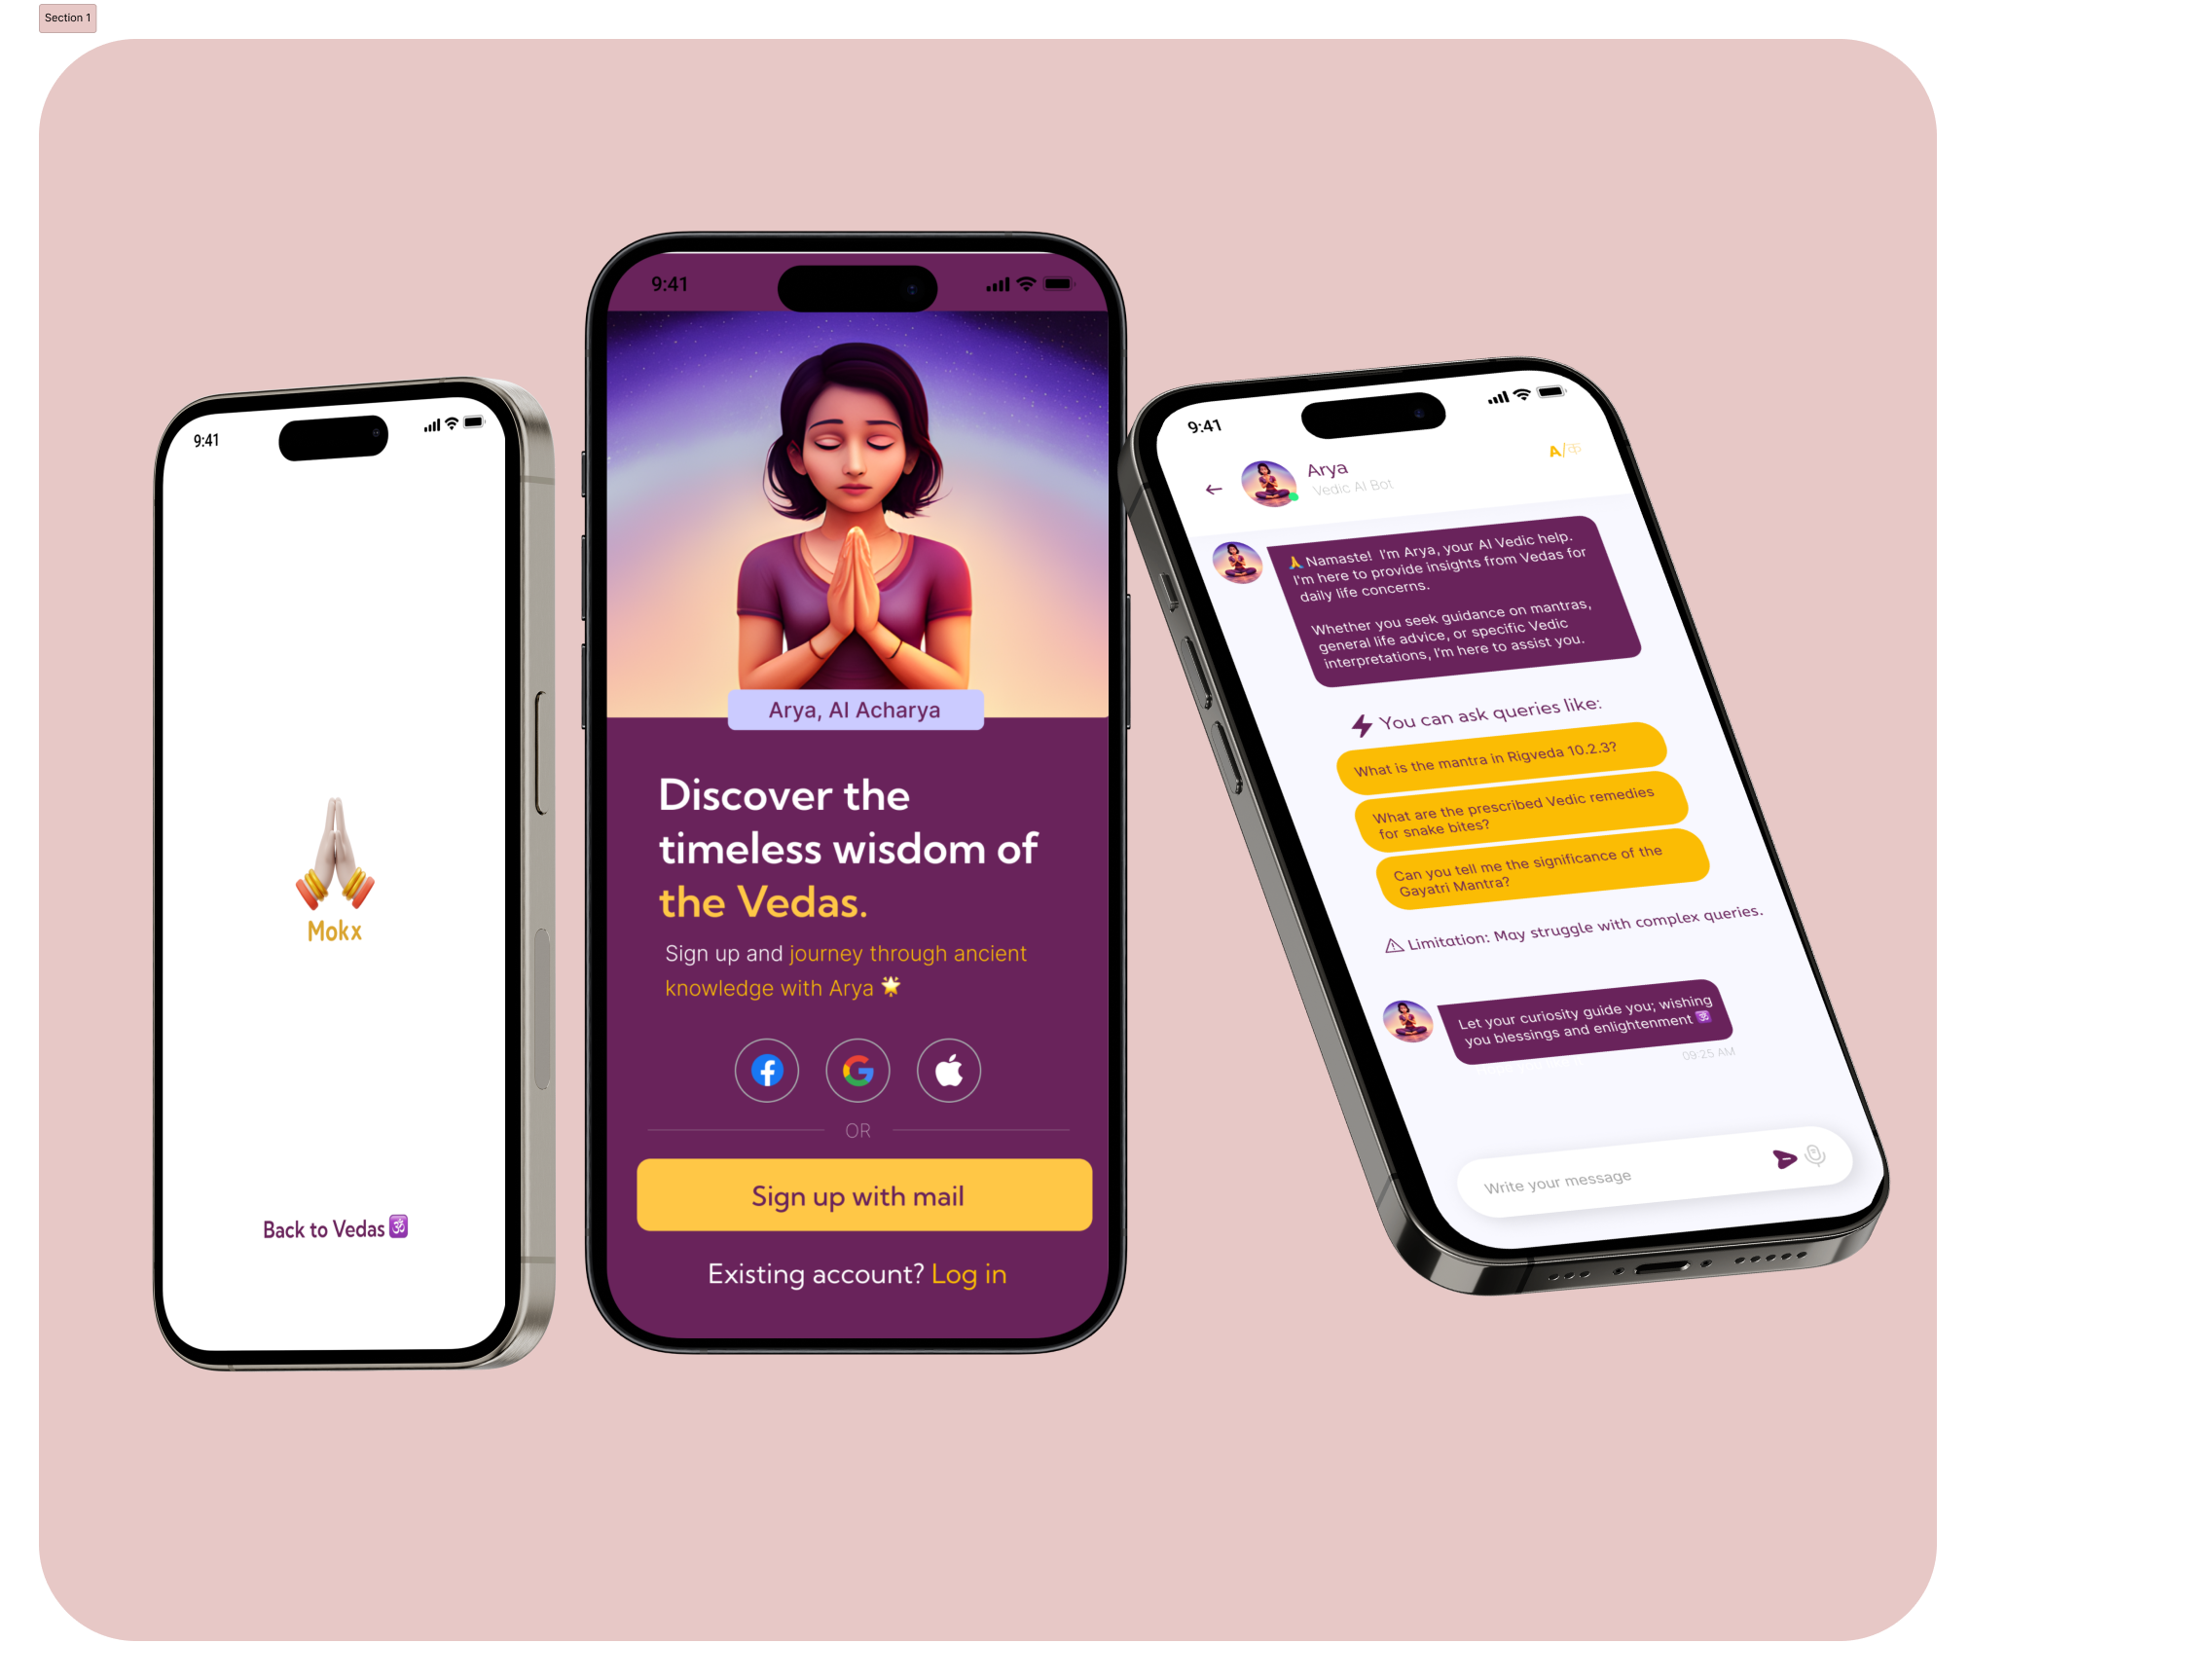 Section 1
9:41
Mokx
Back to Vedas 🕉
9:41
Arya, AI Acharya
Discover the
timeless wisdom of
the Vedas.
Sign up and journey through ancient
knowledge with Arya 🌟
OR
Sign up with mail
Existing account? Log in
9:41
Arya
Vedic AI Bot
A/क
🙏 Namaste! I'm Arya, your AI Vedic help.
I'm here to provide insights from Vedas for
daily life concerns.
Whether you seek guidance on mantras,
general life advice, or specific Vedic
interpretations, I'm here to assist you.
You can ask queries like:
What is the mantra in Rigveda 10.2.3?
What are the prescribed Vedic remedies
for snake bites?
Can you tell me the significance of the
Gayatri Mantra?
Limitation: May struggle with complex queries.
Let your curiosity guide you; wishing
you blessings and enlightenment 🕉
09:25 AM
Write your message